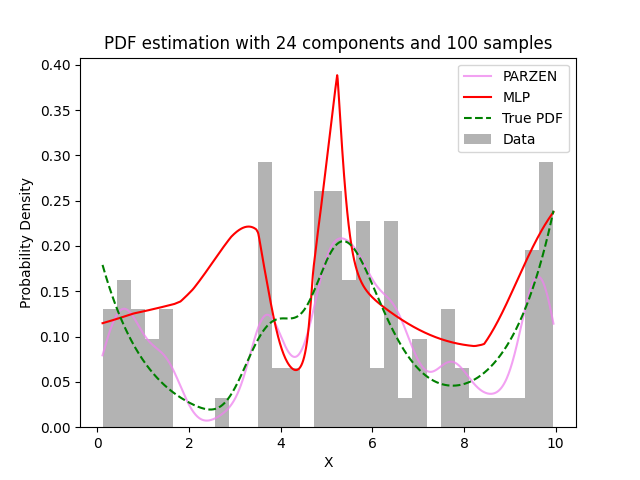 PDF estimation with 24 components and 100 samples
PARZEN
MLP
True PDF
Data
Probability Density
0.40
0.35
0.30
0.25
0.20
0.15
0.10
0.05
0.00
0 2 4 6 8 10
X